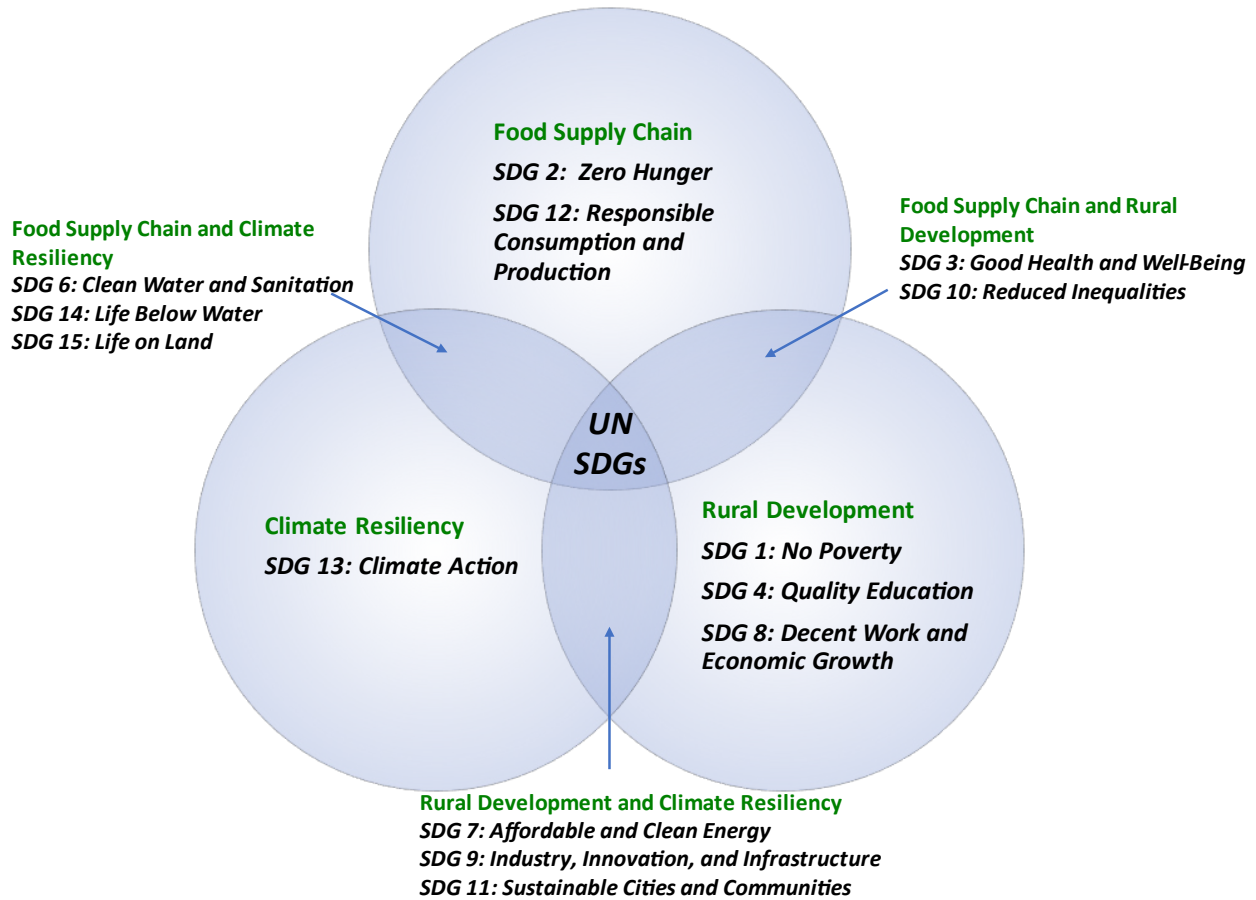 Food Supply Chain
SDG 2:  Zero Hunger
SDG 12: Responsible
Consumption and
Production
Food Supply Chain and Climate
Resiliency
SDG 6: Clean Water and Sanitation
SDG 14: Life Below Water
SDG 15: Life on Land
Food Supply Chain and Rural
Development
SDG 3: Good Health and Well-Being
SDG 10: Reduced Inequalities
UN
SDGs
Climate Resiliency
SDG 13: Climate Action
Rural Development
SDG 1: No Poverty
SDG 4: Quality Education
SDG 8: Decent Work and
Economic Growth
Rural Development and Climate Resiliency
SDG 7: Affordable and Clean Energy
SDG 9: Industry, Innovation, and Infrastructure
SDG 11: Sustainable Cities and Communities